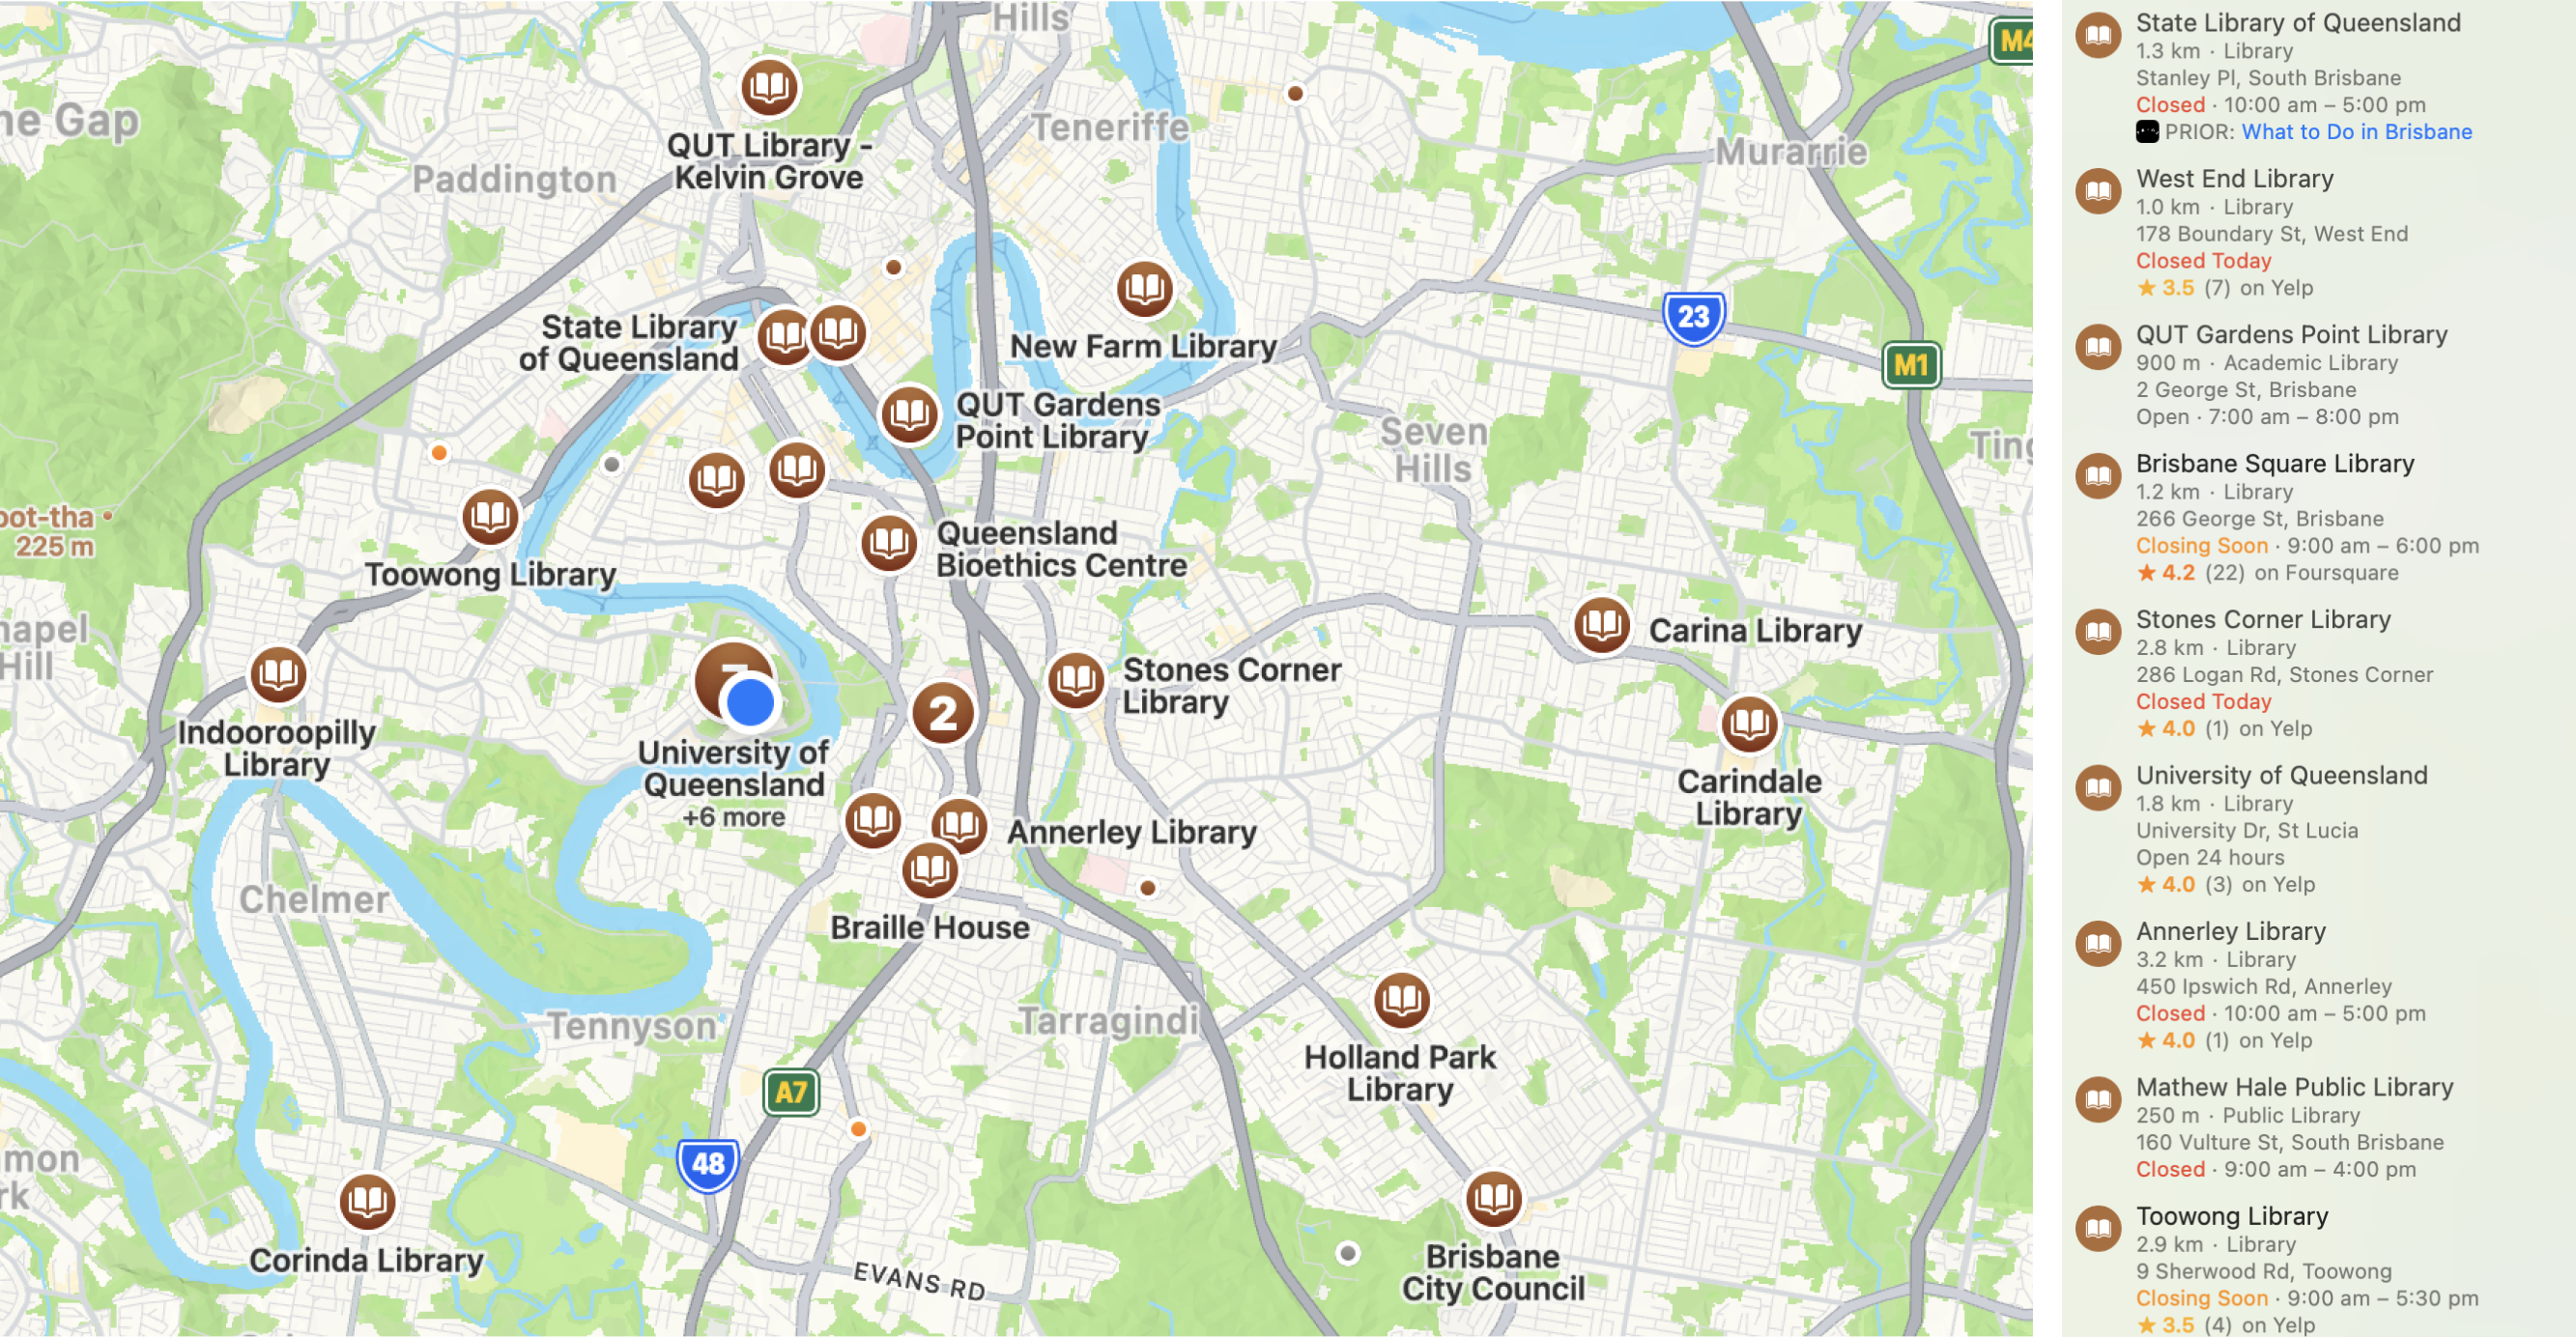 Hills
M4
ne Gap
QUT Library -
Kelvin Grove
Teneriffe
Murarrie
Paddington
State Library
of Queensland
New Farm Library
23
M1
QUT Gardens
Point Library
Seven
Hills
Ting
oot-tha
225 m
Toowong Library
Queensland
Bioethics Centre
hapel
Hill
Carina Library
Stones Corner
Library
2
Indooroopilly
Library
University of
Queensland
+6 more
Carindale
Library
Annerley Library
Chelmer
Braille House
Tennyson
Tarragindi
Holland Park
Library
A7
48
mon
rk
Corinda Library
EVANS RD
Brisbane
City Council
State Library of Queensland
1.3 km · Library
Stanley Pl, South Brisbane
Closed · 10:00 am – 5:00 pm
PRIOR: What to Do in Brisbane
West End Library
1.0 km · Library
178 Boundary St, West End
Closed Today
★ 3.5 (7) on Yelp
QUT Gardens Point Library
900 m · Academic Library
2 George St, Brisbane
Open · 7:00 am – 8:00 pm
Brisbane Square Library
1.2 km · Library
266 George St, Brisbane
Closing Soon · 9:00 am – 6:00 pm
★ 4.2 (22) on Foursquare
Stones Corner Library
2.8 km · Library
286 Logan Rd, Stones Corner
Closed Today
★ 4.0 (1) on Yelp
University of Queensland
1.8 km · Library
University Dr, St Lucia
Open 24 hours
★ 4.0 (3) on Yelp
Annerley Library
3.2 km · Library
450 Ipswich Rd, Annerley
Closed · 10:00 am – 5:00 pm
★ 4.0 (1) on Yelp
Mathew Hale Public Library
250 m · Public Library
160 Vulture St, South Brisbane
Closed · 9:00 am – 4:00 pm
Toowong Library
2.9 km · Library
9 Sherwood Rd, Toowong
Closing Soon · 9:00 am – 5:30 pm
★ 3.5 (4) on Yelp